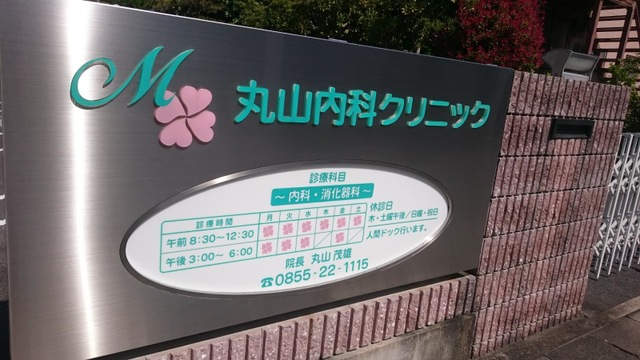 M
丸山内科クリニック
診療科目
～内科・消化器科～
診療時間 月 火 水 木 金 土
午前 8:30～12:30
午後 3:00～ 6:00
休診日
木・土曜午後／日曜・祝日
人間ドック行います。
院長 丸山 茂雄
☎0855-22-1115